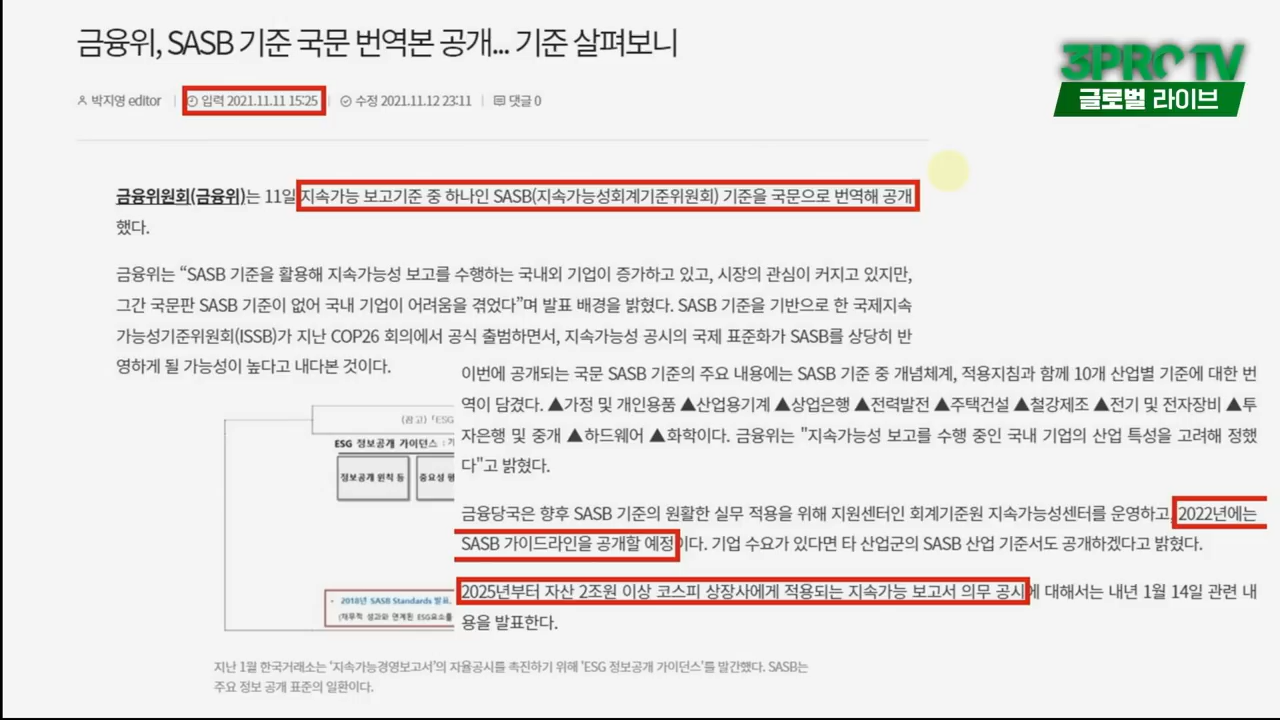 금융위, SASB 기준 국문 번역본 공개... 기준 살펴보니
3PRO TV
글로벌 라이브
박지영 editor | 입력 2021.11.11 15:25 | 수정 2021.11.12 23:11 | 댓글 0
금융위원회(금융위)는 11일 지속가능 보고기준 중 하나인 SASB(지속가능성회계기준위원회) 기준을 국문으로 번역해 공개
했다.
금융위는 “SASB 기준을 활용해 지속가능성 보고를 수행하는 국내외 기업이 증가하고 있고, 시장의 관심이 커지고 있지만,
그간 국문판 SASB 기준이 없어 국내 기업이 어려움을 겪었다”며 발표 배경을 밝혔다. SASB 기준을 기반으로 한 국제지속
가능성기준위원회(ISSB)가 지난 COP26 회의에서 공식 출범하면서, 지속가능성 공시의 국제 표준화가 SASB를 상당히 반
영하게 될 가능성이 높다고 내다본 것이다.
이번에 공개되는 국문 SASB 기준의 주요 내용에는 SASB 기준 중 개념체계, 적용지침과 함께 10개 산업별 기준에 대한 번
역이 담겼다. ▲가정 및 개인용품 ▲산업용기계 ▲상업은행 ▲전력발전 ▲주택건설 ▲철강제조 ▲전기 및 전자장비 ▲투
자은행 및 중개 ▲하드웨어 ▲화학이다. 금융위는 "지속가능성 보고를 수행 중인 국내 기업의 산업 특성을 고려해 정했
다"고 밝혔다.
금융당국은 향후 SASB 기준의 원활한 실무 적용을 위해 지원센터인 회계기준원 지속가능성센터를 운영하고, 2022년에는
SASB 가이드라인을 공개할 예정이다. 기업 수요가 있다면 타 산업군의 SASB 산업 기준서도 공개하겠다고 밝혔다.
2025년부터 자산 2조원 이상 코스피 상장사에게 적용되는 지속가능 보고서 의무 공시에 대해서는 내년 1월 14일 관련 내
용을 발표한다.
(참고)「ESG
ESG 정보공개 가이던스 :
정보공개 원칙 등
중요성
- 2018년 SASB Standards 발표,
(재무적 성과와 연계된 ESG요소를
지난 1월 한국거래소는 '지속가능경영보고서'의 자율공시를 촉진하기 위해 'ESG 정보공개 가이던스'를 발간했다. SASB는
주요 정보 공개 표준의 일환이다.